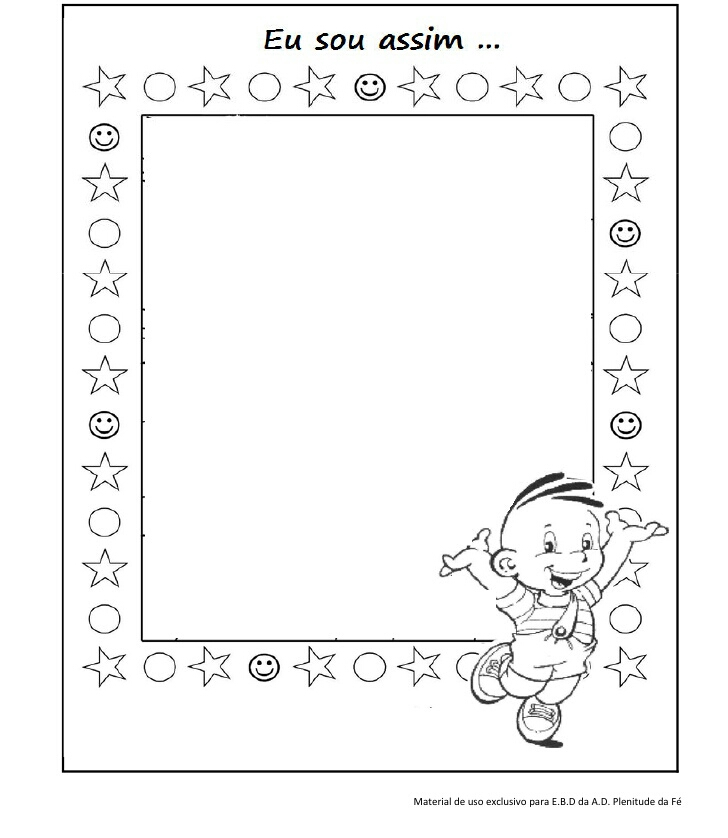 Eu sou assim ...
Material de uso exclusivo para E.B.D da A.D. Plenitude da Fé